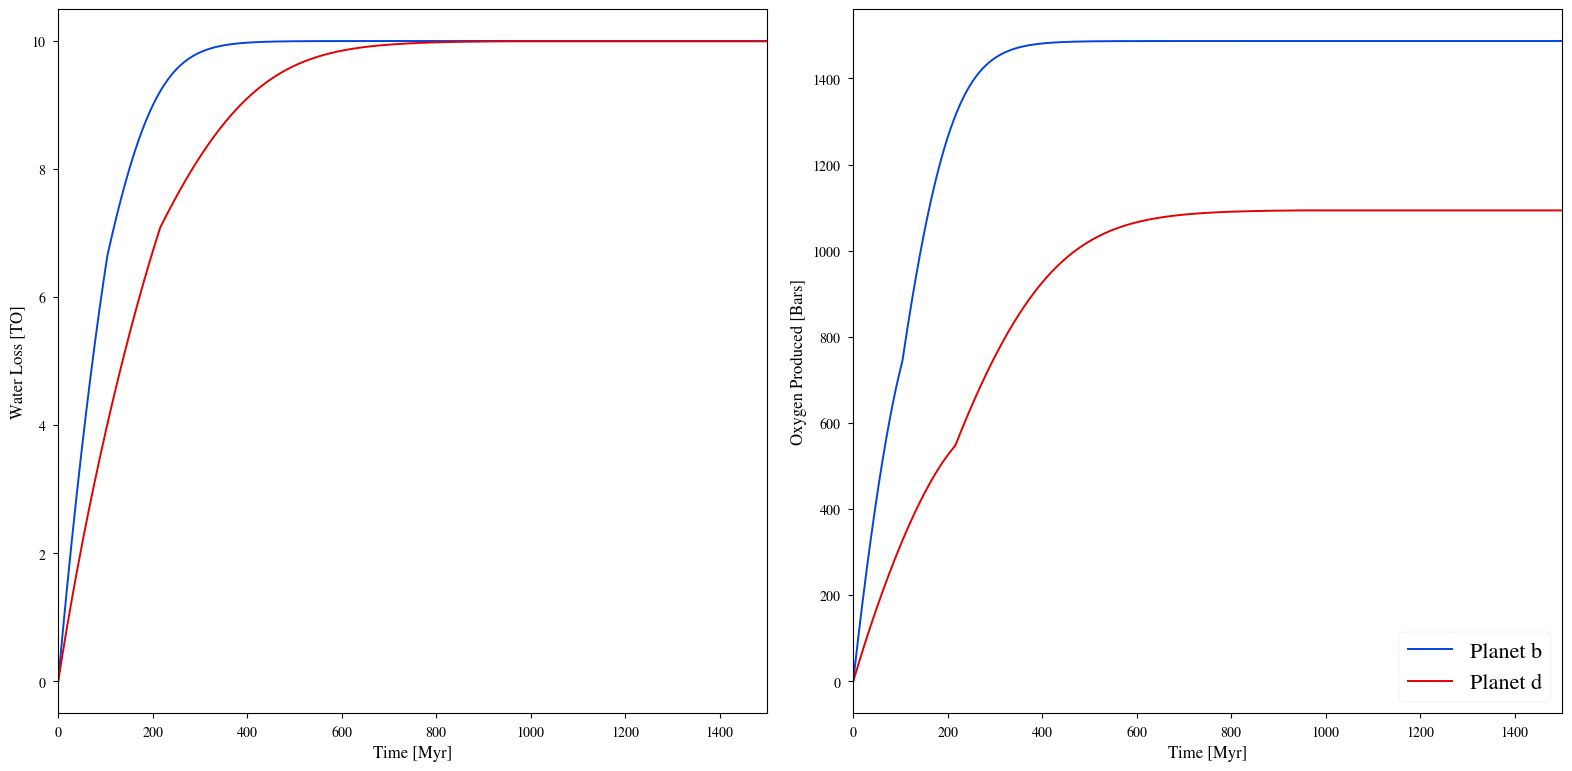 10
8
6
4
2
0
Water Loss [TO]
0 200 400 600 800 1000 1200 1400
Time [Myr]
1400
1200
1000
800
600
400
200
0
Oxygen Produced [Bars]
Planet b
Planet d
0 200 400 600 800 1000 1200 1400
Time [Myr]